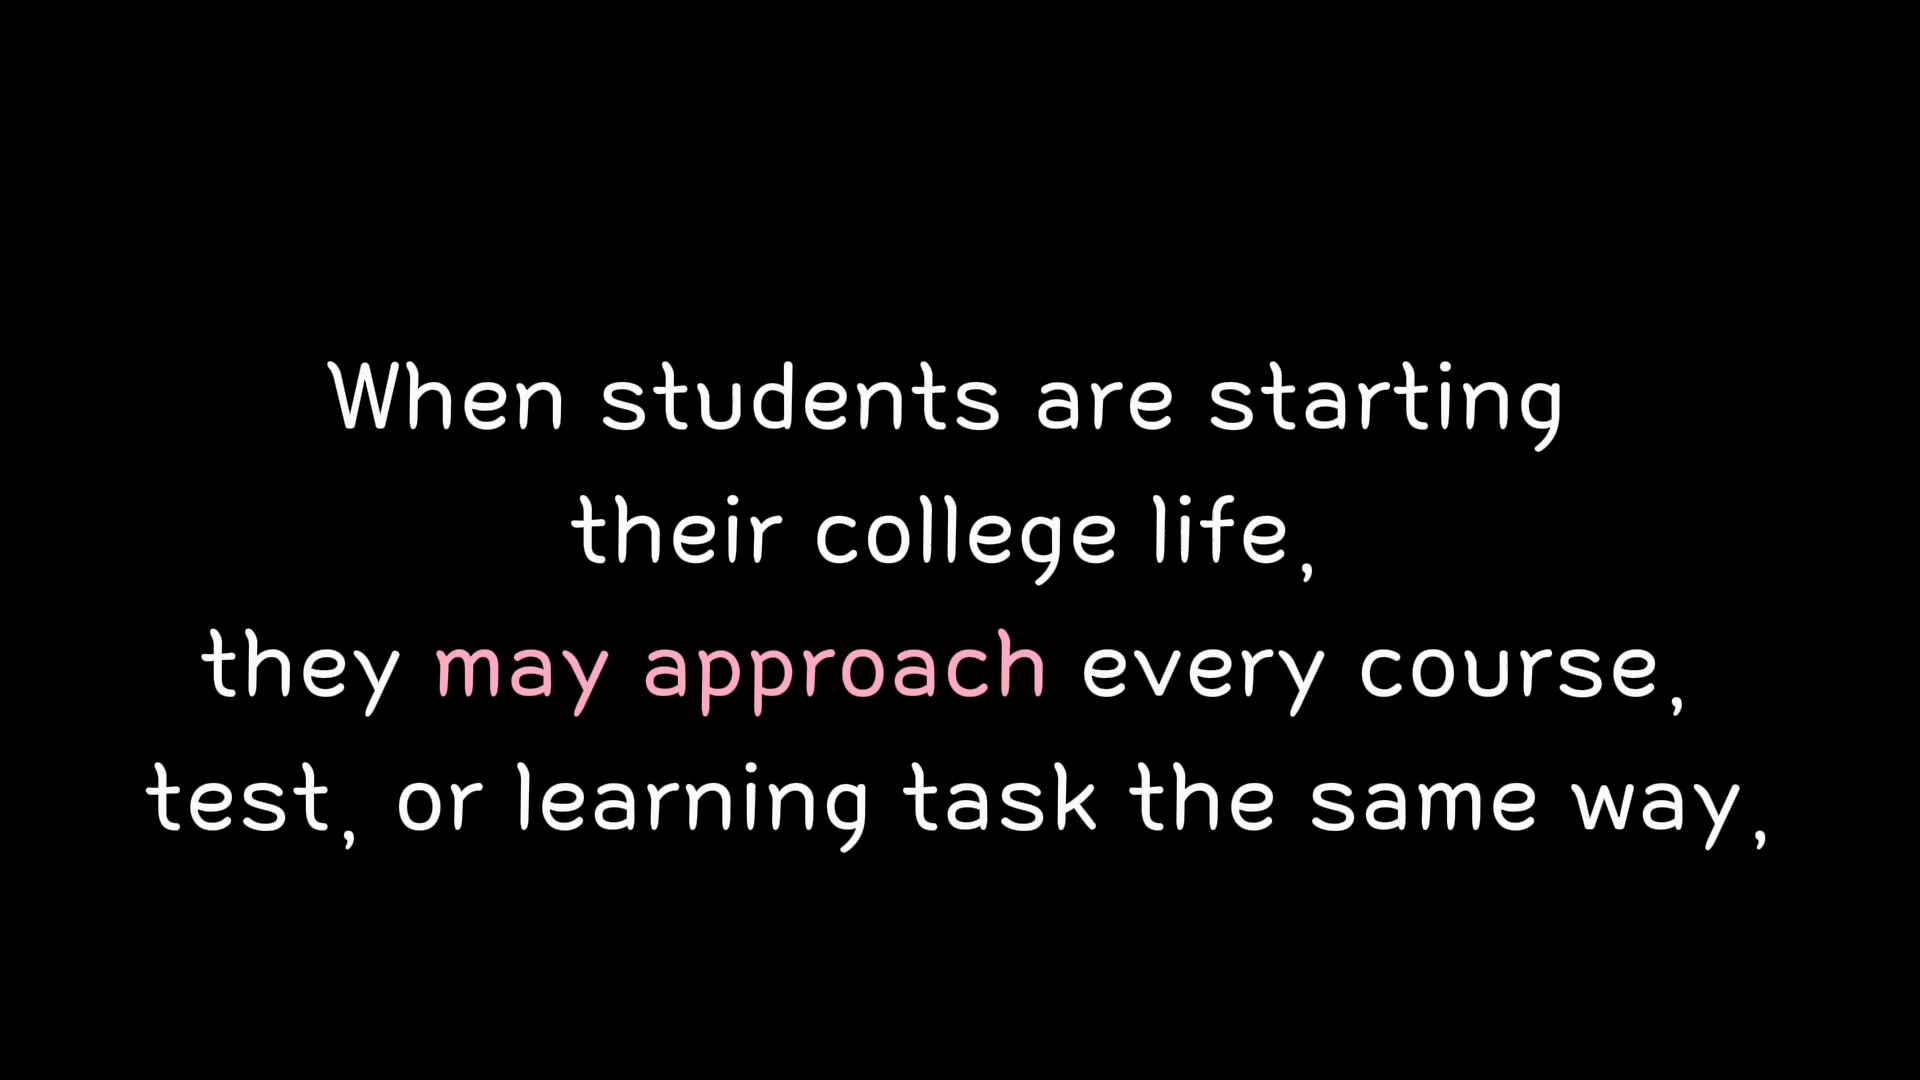 When students are starting
their college life,
they may approach every course,
test, or learning task the same way,